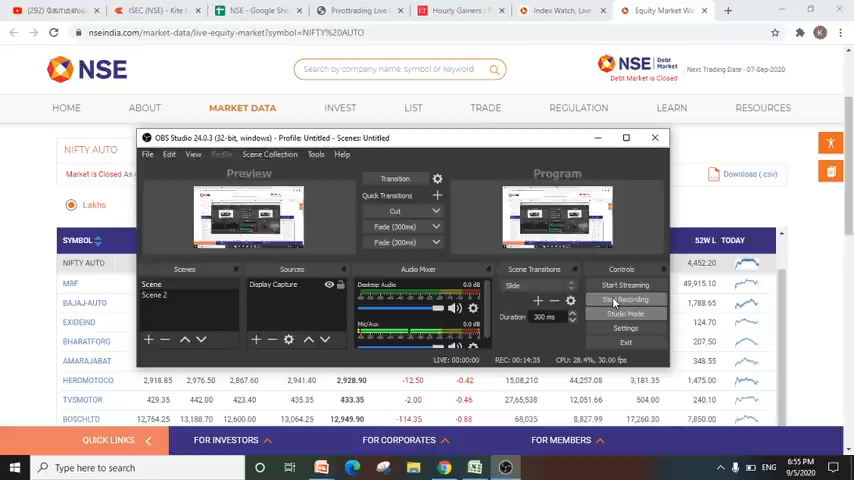 (292) மகேஷ்
ISEC (NSE) - Kite
NSE - Google Sh
Pivottrading Live
Hourly Gainers : T
Index Watch, Live
Equity Market Wa
nseindia.com/market-data/live-equity-market?symbol=NIFTY%20AUTO
NSE
Search by company name, symbol or keyword
NSE Debt Market
Debt Market is Closed
Next Trading Date - 07-Sep-2020
HOME ABOUT MARKET DATA INVEST LIST TRADE REGULATION LEARN RESOURCES
NIFTY AUTO
Market is Closed As
Download (.csv)
Lakhs
SYMBOL
52W L TODAY
NIFTY AUTO
4,452.20
MRF
49,915.10
BAJAJ-AUTO
1,788.65
EXIDEIND
124.70
BHARATFORG
207.50
AMARAJABAT
348.55
HEROMOTOCO 2,918.85 2,976.50 2,867.60 2,941.40 2,928.90 -12.50 -0.42 15,08,210 44,257.08 3,181.35 1,475.00
TVSMOTOR 429.35 442.00 429.30 435.35 433.35 -2.00 -0.46 27,65,538 12,051.66 504.00 240.10
BOSCHLTD 12,764.25 13,188.70 12,600.00 13,064.25 12,949.90 -114.35 -0.88 68,035 8,827.99 17,260.30 7,850.00
OBS Studio 24.0.3 (32-bit, windows) - Profile: Untitled - Scenes: Untitled
File Edit View Profile Scene Collection Tools Help
Preview
Transition
Program
Quick Transitions
Cut
Fade (300ms)
Fade (300ms)
Scenes
Sources
Audio Mixer
Scene Transitions
Controls
Scene
Scene 2
Display Capture
Desktop Audio 0.0 dB
Mic/Aux 0.0 dB
Slide
Duration 300 ms
Start Streaming
Stop Recording
Studio Mode
Settings
Exit
LIVE: 00:00:00 REC: 00:14:35 CPU: 28.4%, 30.00 fps
QUICK LINKS FOR INVESTORS FOR CORPORATES FOR MEMBERS
Type here to search
ENG
6:55 PM
9/5/2020